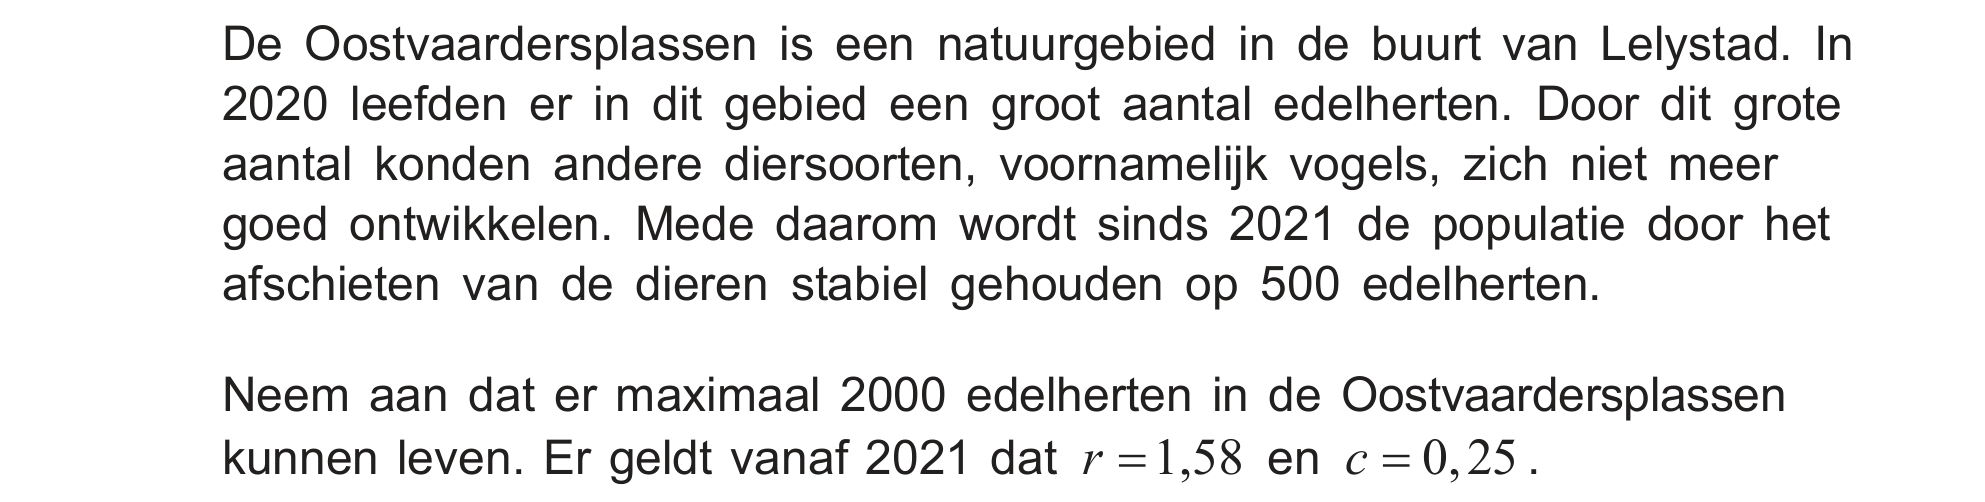 De Oostvaardersplassen is een natuurgebied in de buurt van Lelystad. In
2020 leefden er in dit gebied een groot aantal edelherten. Door dit grote
aantal konden andere diersoorten, voornamelijk vogels, zich niet meer
goed ontwikkelen. Mede daarom wordt sinds 2021 de populatie door het
afschieten van de dieren stabiel gehouden op 500 edelherten.
Neem aan dat er maximaal 2000 edelherten in de Oostvaardersplassen
kunnen leven. Er geldt vanaf 2021 dat r = 1,58 en c = 0,25.